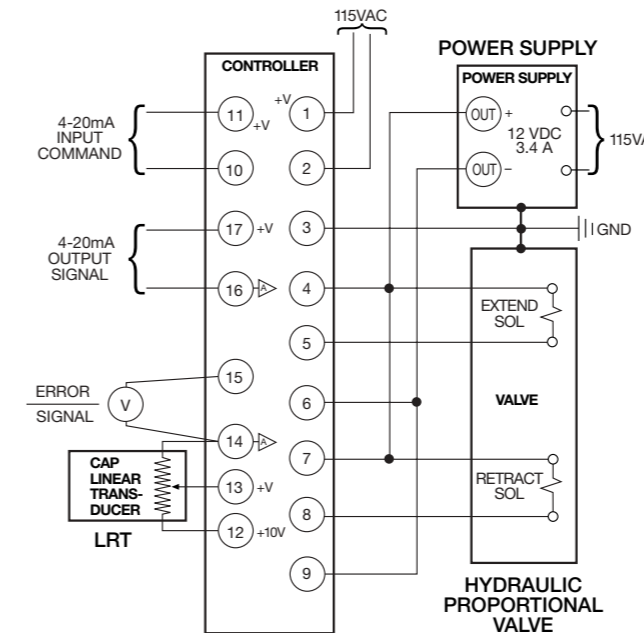 115VAC
POWER SUPPLY
CONTROLLER
POWER SUPPLY
4-20mA
INPUT
COMMAND
11
+V
+V
1
OUT
+
12 VDC
3.4 A
115VA
10
2
OUT
–
4-20mA
OUTPUT
SIGNAL
17
+V
3
GND
16
A
4
EXTEND
SOL
5
15
ERROR
SIGNAL
V
6
VALVE
14
A
7
CAP
LINEAR
TRANS-
DUCER
13
+V
RETRACT
SOL
8
12
+10V
LRT
9
HYDRAULIC
PROPORTIONAL
VALVE